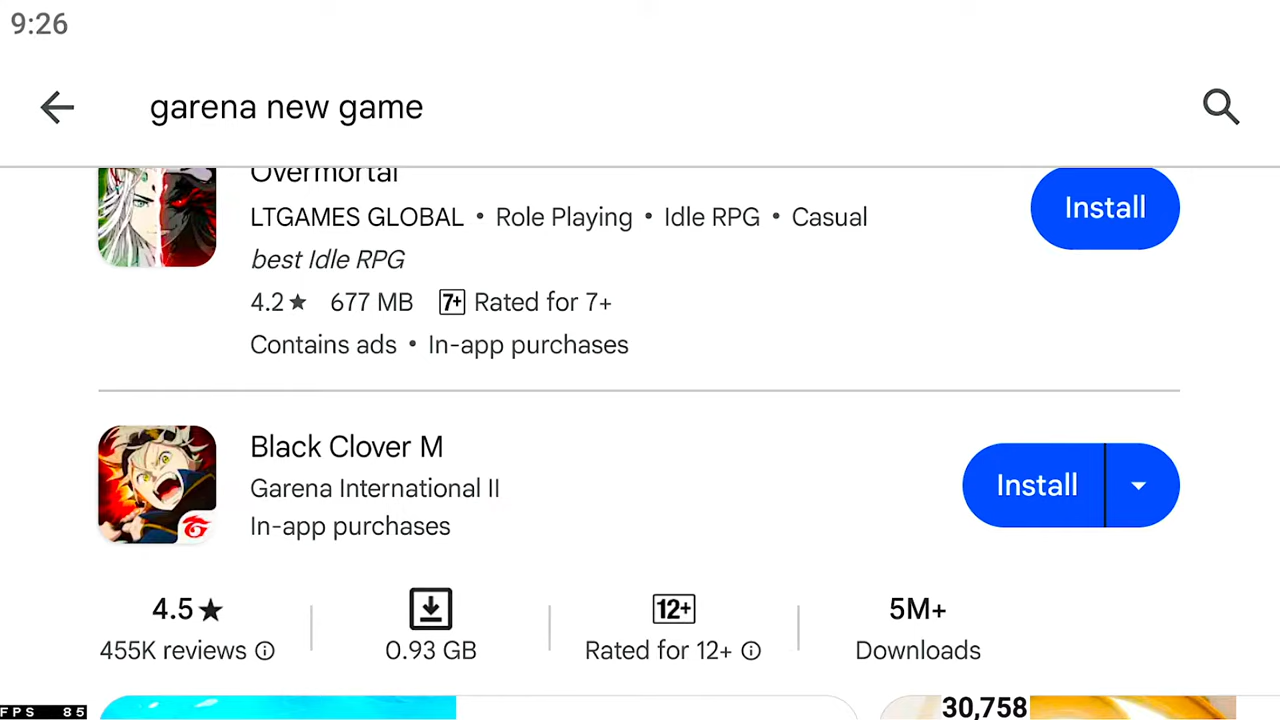 9:26
garena new game
Overmortal
LTGAMES GLOBAL • Role Playing • Idle RPG • Casual
Install
best Idle RPG
4.2★ 677 MB 7+ Rated for 7+
Contains ads • In-app purchases
Black Clover M
Garena International II
Install
In-app purchases
4.5★ 12+ 5M+
455K reviews 0.93 GB Rated for 12+ Downloads
FPS 85
30,758